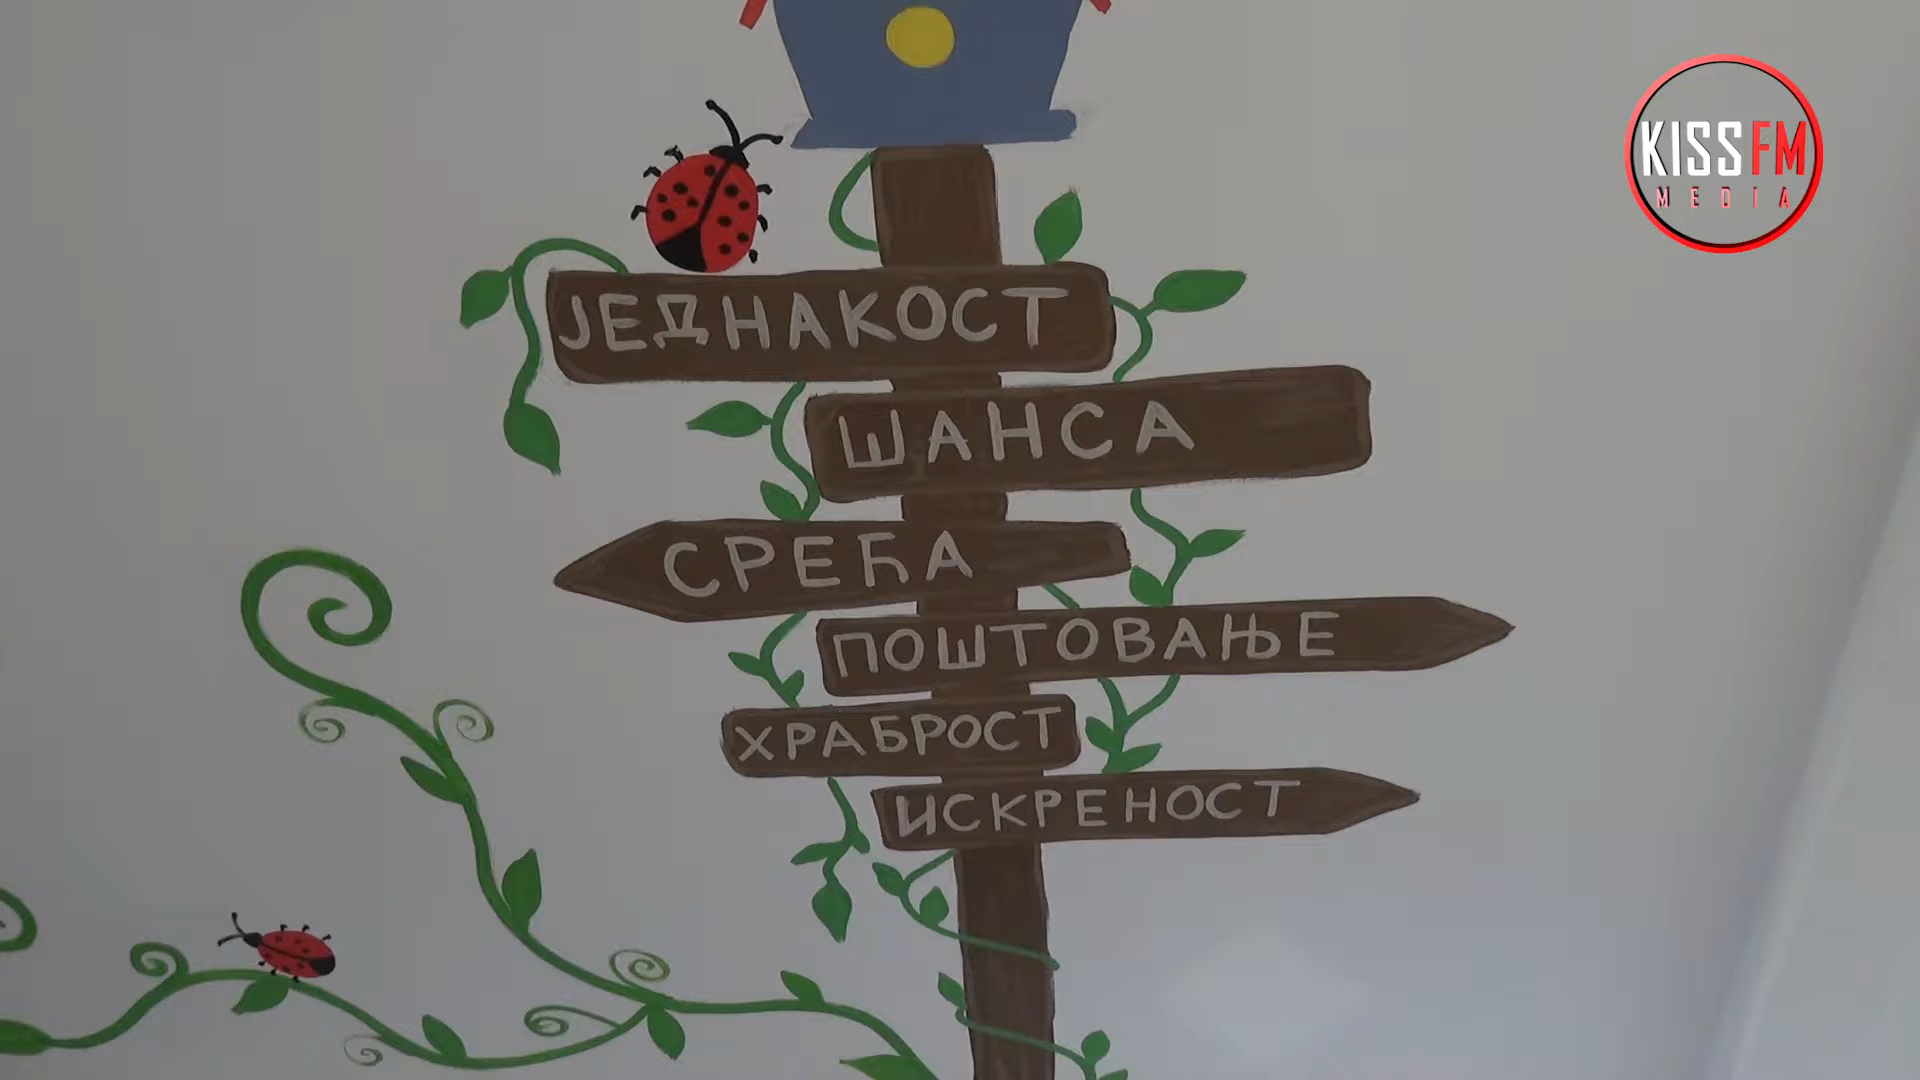 KISS FM
MEDIA
ЈЕДНАКОСТ
ШАНСА
СРЕЋА
ПОШТОВАЊЕ
ХРАБРОСТ
ИСКРЕНОСТ